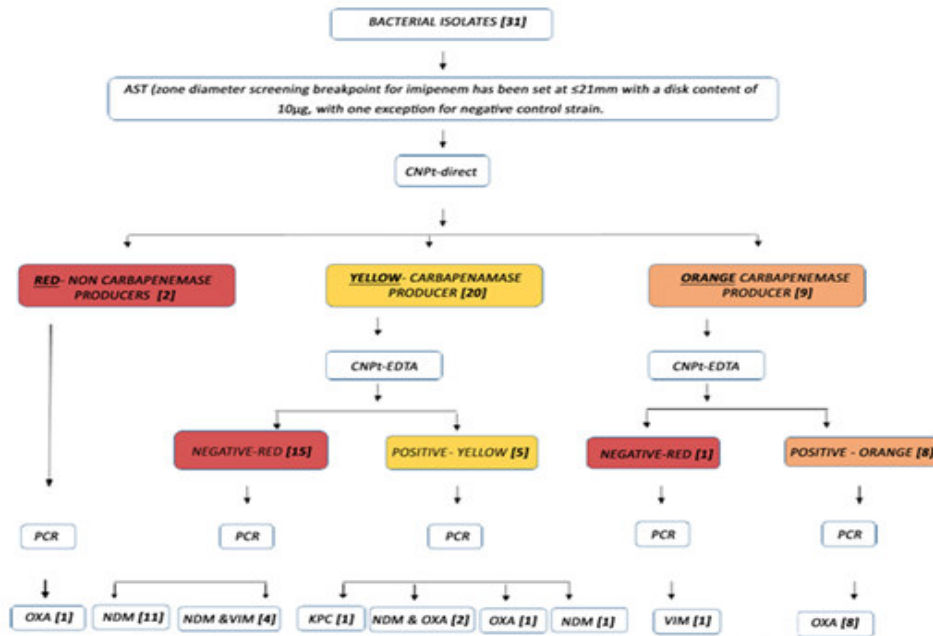 BACTERIAL ISOLATES [31]
AST (zone diameter screening breakpoint for imipenem has been set at ≤21mm with a disk content of
10µg, with one exception for negative control strain.
CNPt-direct
RED- NON CARBAPENEMASE
PRODUCERS [2]
YELLOW- CARBAPENAMASE
PRODUCER [20]
ORANGE CARBAPENEMASE
PRODUCER [9]
CNPt-EDTA
CNPt-EDTA
NEGATIVE-RED [15]
POSITIVE - YELLOW [5]
NEGATIVE-RED [1]
POSITIVE - ORANGE [8]
PCR
PCR
PCR
PCR
PCR
OXA [1]
NDM [11]
NDM &VIM [4]
KPC [1]
NDM & OXA [2]
OXA [1]
NDM [1]
VIM [1]
OXA [8]